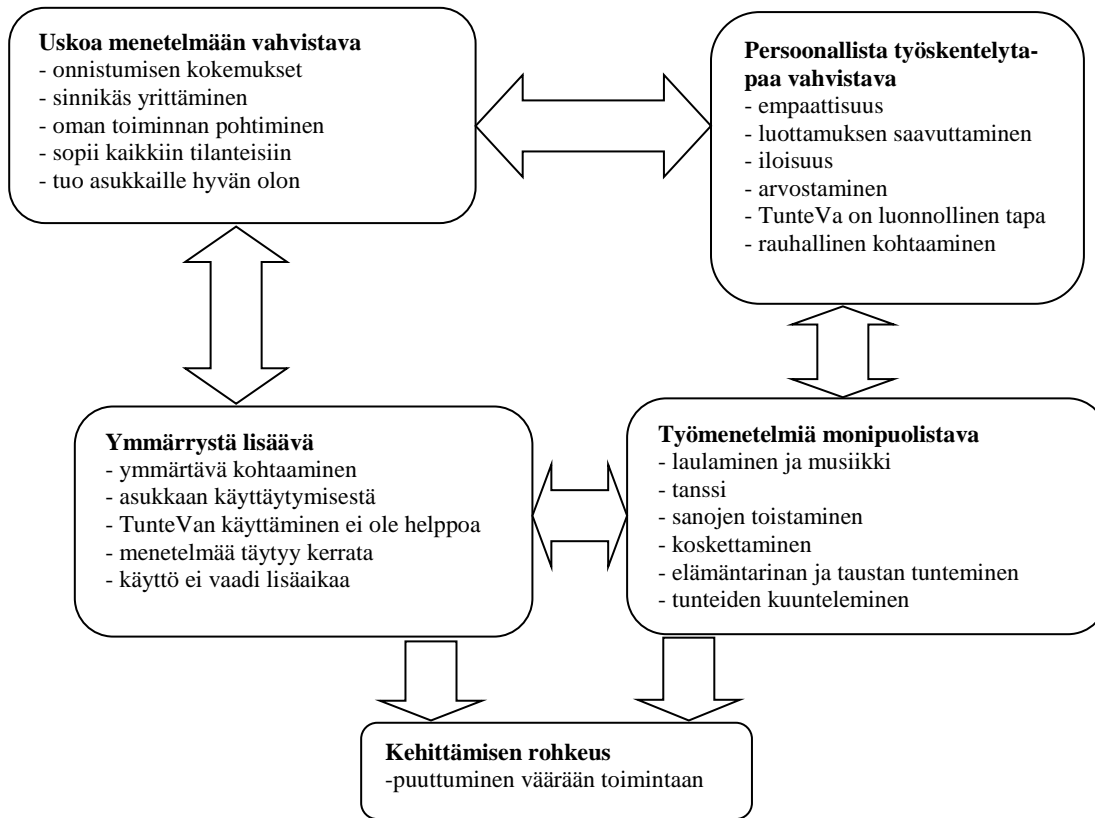 Uskoa menetelmään vahvistava
- onnistumisen kokemukset
- sinnikäs yrittäminen
- oman toiminnan pohtiminen
- sopii kaikkiin tilanteisiin
- tuo asukkaille hyvän olon
Persoonallista työskentelyta-
paa vahvistava
- empaattisuus
- luottamuksen saavuttaminen
- iloisuus
- arvostaminen
- TunteVa on luonnollinen tapa
- rauhallinen kohtaaminen
Ymmärrystä lisäävä
- ymmärtävä kohtaaminen
- asukkaan käyttäytymisestä
- TunteVan käyttäminen ei ole helppoa
- menetelmää täytyy kerrata
- käyttö ei vaadi lisäaikaa
Työmenetelmiä monipuolistava
- laulaminen ja musiikki
- tanssi
- sanojen toistaminen
- koskettaminen
- elämäntarinan ja taustan tunteminen
- tunteiden kuunteleminen
Kehittämisen rohkeus
-puuttuminen väärään toimintaan